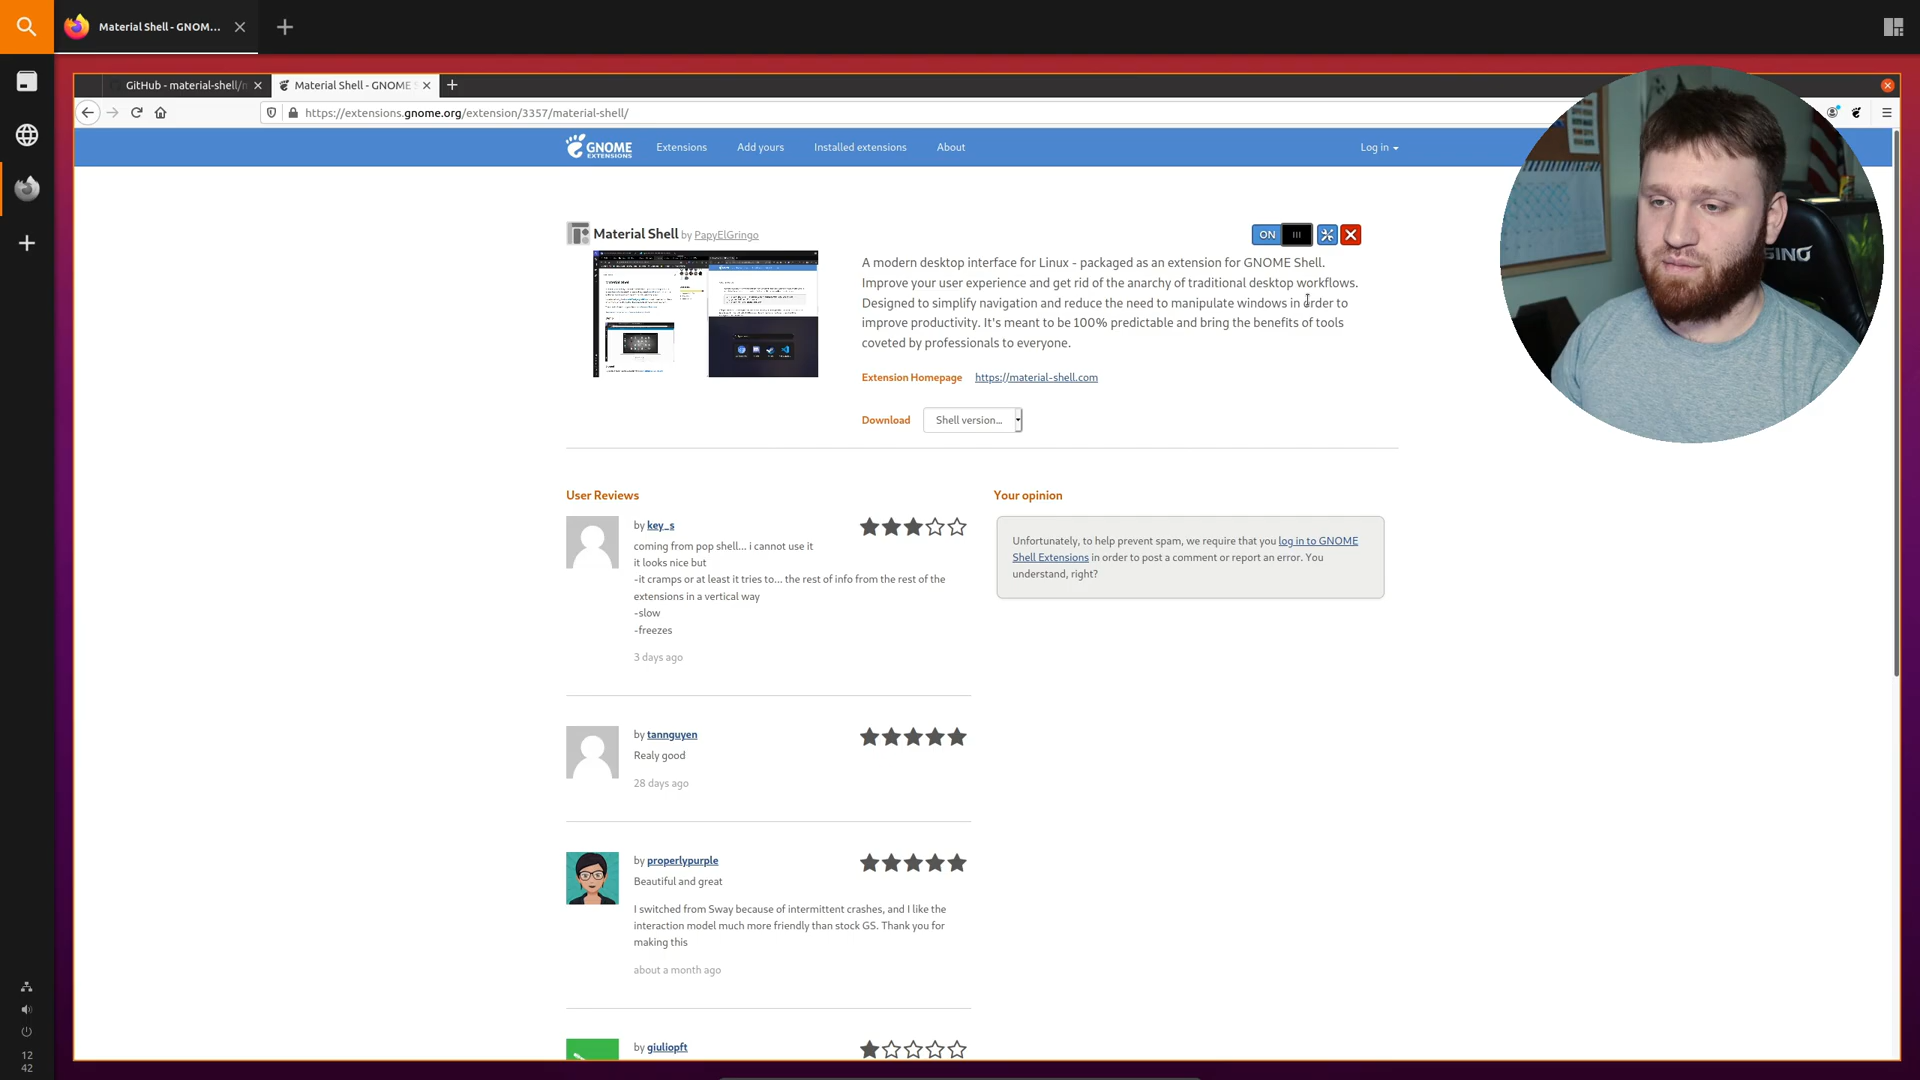 Material Shell - GNOM...
GitHub - material-shell/n
Material Shell - GNOME S
https://extensions.gnome.org/extension/3357/material-shell/
GNOME
EXTENSIONS
Extensions
Add yours
Installed extensions
About
Log in
Material Shell by PapyElGringo
ON
A modern desktop interface for Linux - packaged as an extension for GNOME Shell.
Improve your user experience and get rid of the anarchy of traditional desktop workflows.
Designed to simplify navigation and reduce the need to manipulate windows in order to
improve productivity. It's meant to be 100% predictable and bring the benefits of tools
coveted by professionals to everyone.
Extension Homepage https://material-shell.com
Download Shell version...
User Reviews
by key_s
coming from pop shell... i cannot use it
it looks nice but
-it cramps or at least it tries to... the rest of info from the rest of the
extensions in a vertical way
-slow
-freezes
3 days ago
by tannguyen
Realy good
28 days ago
by properlypurple
Beautiful and great
I switched from Sway because of intermittent crashes, and I like the
interaction model much more friendly than stock GS. Thank you for
making this
about a month ago
by giuliopft
Your opinion
Unfortunately, to help prevent spam, we require that you log in to GNOME
Shell Extensions in order to post a comment or report an error. You
understand, right?
12
42